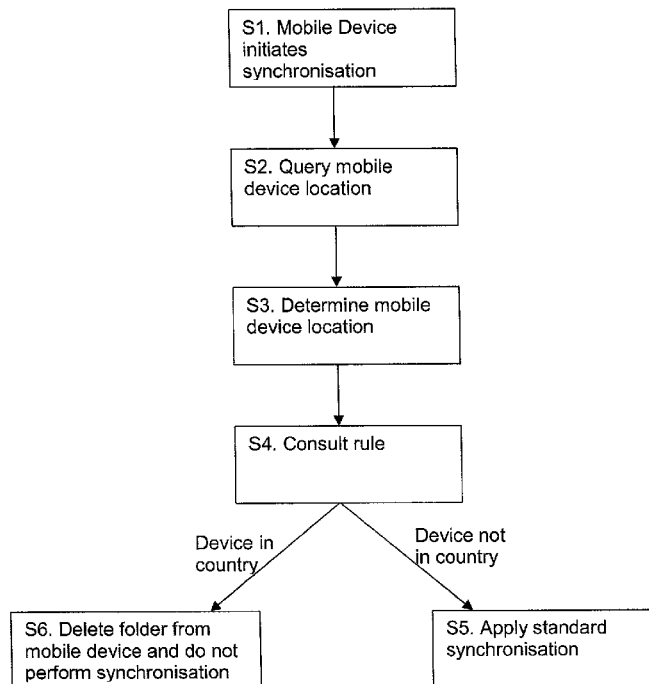 S1. Mobile Device
initiates
synchronisation
S2. Query mobile
device location
S3. Determine mobile
device location
S4. Consult rule
Device in
country
Device not
in country
S6. Delete folder from
mobile device and do not
perform synchronisation
S5. Apply standard
synchronisation